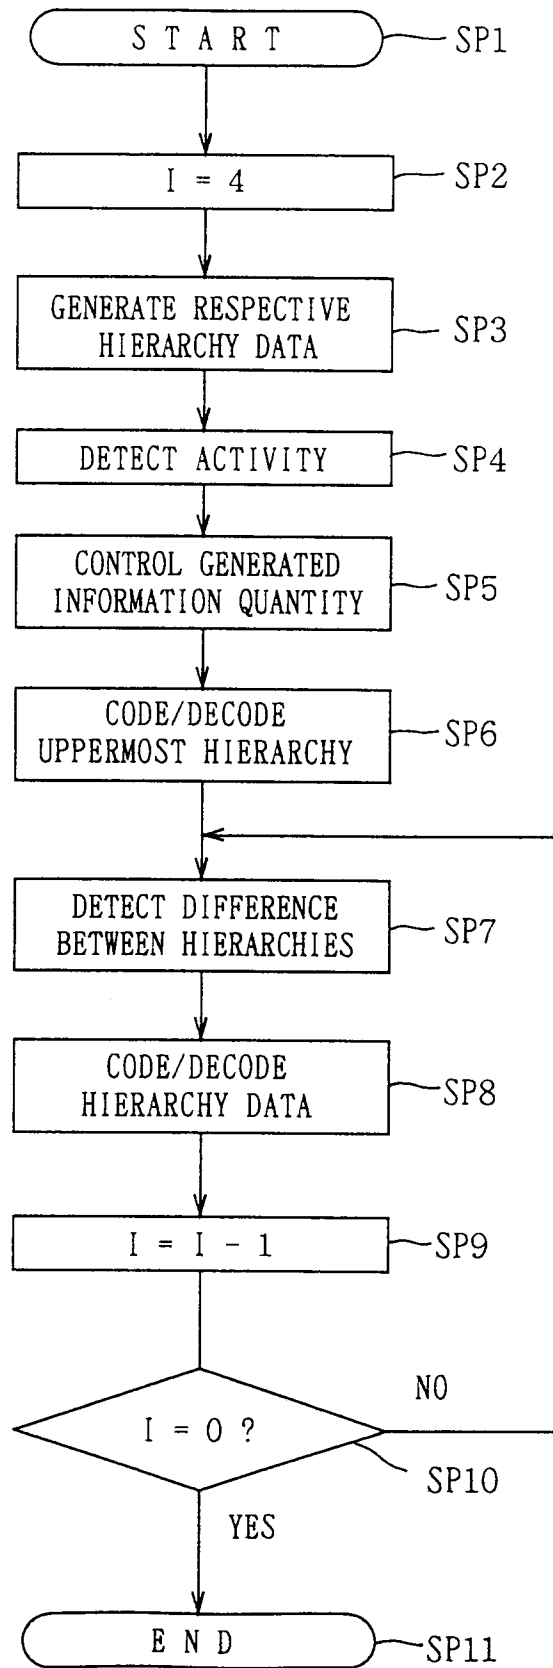 START
SP1
I = 4
SP2
GENERATE RESPECTIVE
HIERARCHY DATA
SP3
DETECT ACTIVITY
SP4
CONTROL GENERATED
INFORMATION QUANTITY
SP5
CODE/DECODE
UPPERMOST HIERARCHY
SP6
DETECT DIFFERENCE
BETWEEN HIERARCHIES
SP7
CODE/DECODE
HIERARCHY DATA
SP8
I = I - 1
SP9
NO
I = 0 ?
SP10
YES
END
SP11